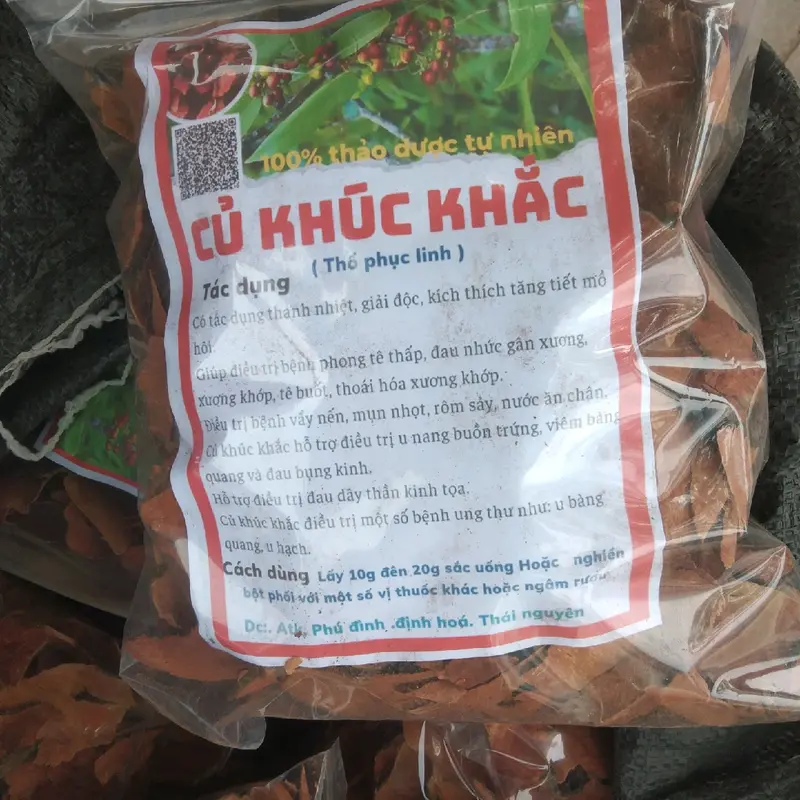 100% thảo dược tự nhiên
CỦ KHÚC KHẮC
( Thổ phục linh )
Tác dụng
Có tác dụng thanh nhiệt, giải độc, kích thích tăng tiết mồ
hôi
Giúp điều trị bệnh phong tê thấp, đau nhức gân xương,
xương khớp, tê buốt, thoái hóa xương khớp.
Điều trị bệnh vẩy nến, mụn nhọt, rôm sảy, nước ăn chân,
Củ khúc khắc hỗ trợ điều trị u nang buồn trứng, viêm bàng
quang và đau bụng kinh.
Hỗ trợ điều trị đau dây thần kinh tọa.
Củ khúc khắc điều trị một số bệnh ung thư như: u bàng
quang, u hạch.
Cách dùng Lấy 10g đến 20g sắc uống Hoặc nghiền
bột phối với một số vị thuốc khác hoặc ngâm rượu
Dc:. Atk, Phú đình .định hoá. Thái nguyên